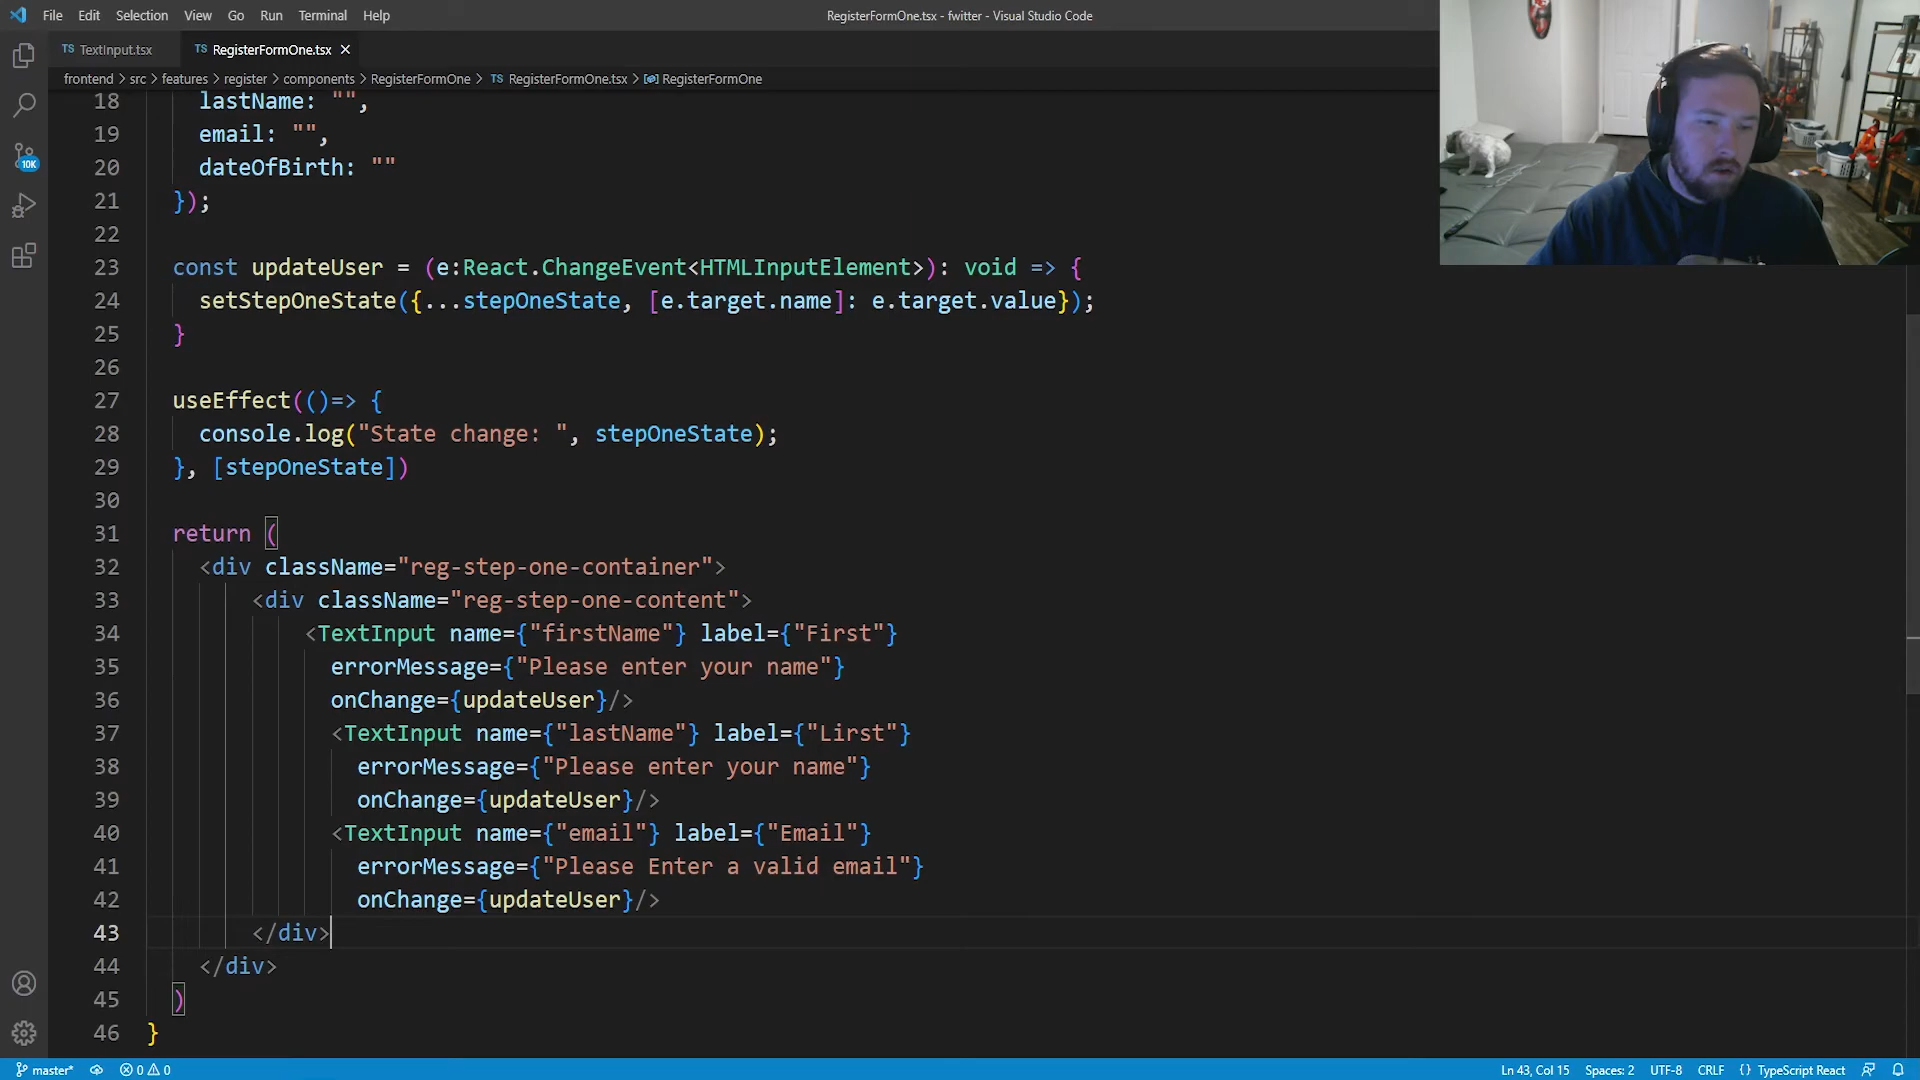 File Edit Selection View Go Run Terminal Help
RegisterFormOne.tsx - fwitter - Visual Studio Code
TS TextInput.tsx TS RegisterFormOne.tsx ×
frontend > src > features > register > components > RegisterFormOne > TS RegisterFormOne.tsx > RegisterFormOne
18 lastName: "",
19 email: "",
20 dateOfBirth: ""
21 });
22
23 const updateUser = (e:React.ChangeEvent<HTMLInputElement>): void => {
24 setStepOneState({...stepOneState, [e.target.name]: e.target.value});
25 }
26
27 useEffect(()=> {
28 console.log("State change: ", stepOneState);
29 }, [stepOneState])
30
31 return (
32 <div className="reg-step-one-container">
33 <div className="reg-step-one-content">
34 <TextInput name={"firstName"} label={"First"}
35 errorMessage={"Please enter your name"}
36 onChange={updateUser}/>
37 <TextInput name={"lastName"} label={"Lirst"}
38 errorMessage={"Please enter your name"}
39 onChange={updateUser}/>
40 <TextInput name={"email"} label={"Email"}
41 errorMessage={"Please Enter a valid email"}
42 onChange={updateUser}/>
43 </div>
44 </div>
45 )
46 }
10K
master* 0 0 Ln 43, Col 15 Spaces: 2 UTF-8 CRLF {} TypeScript React